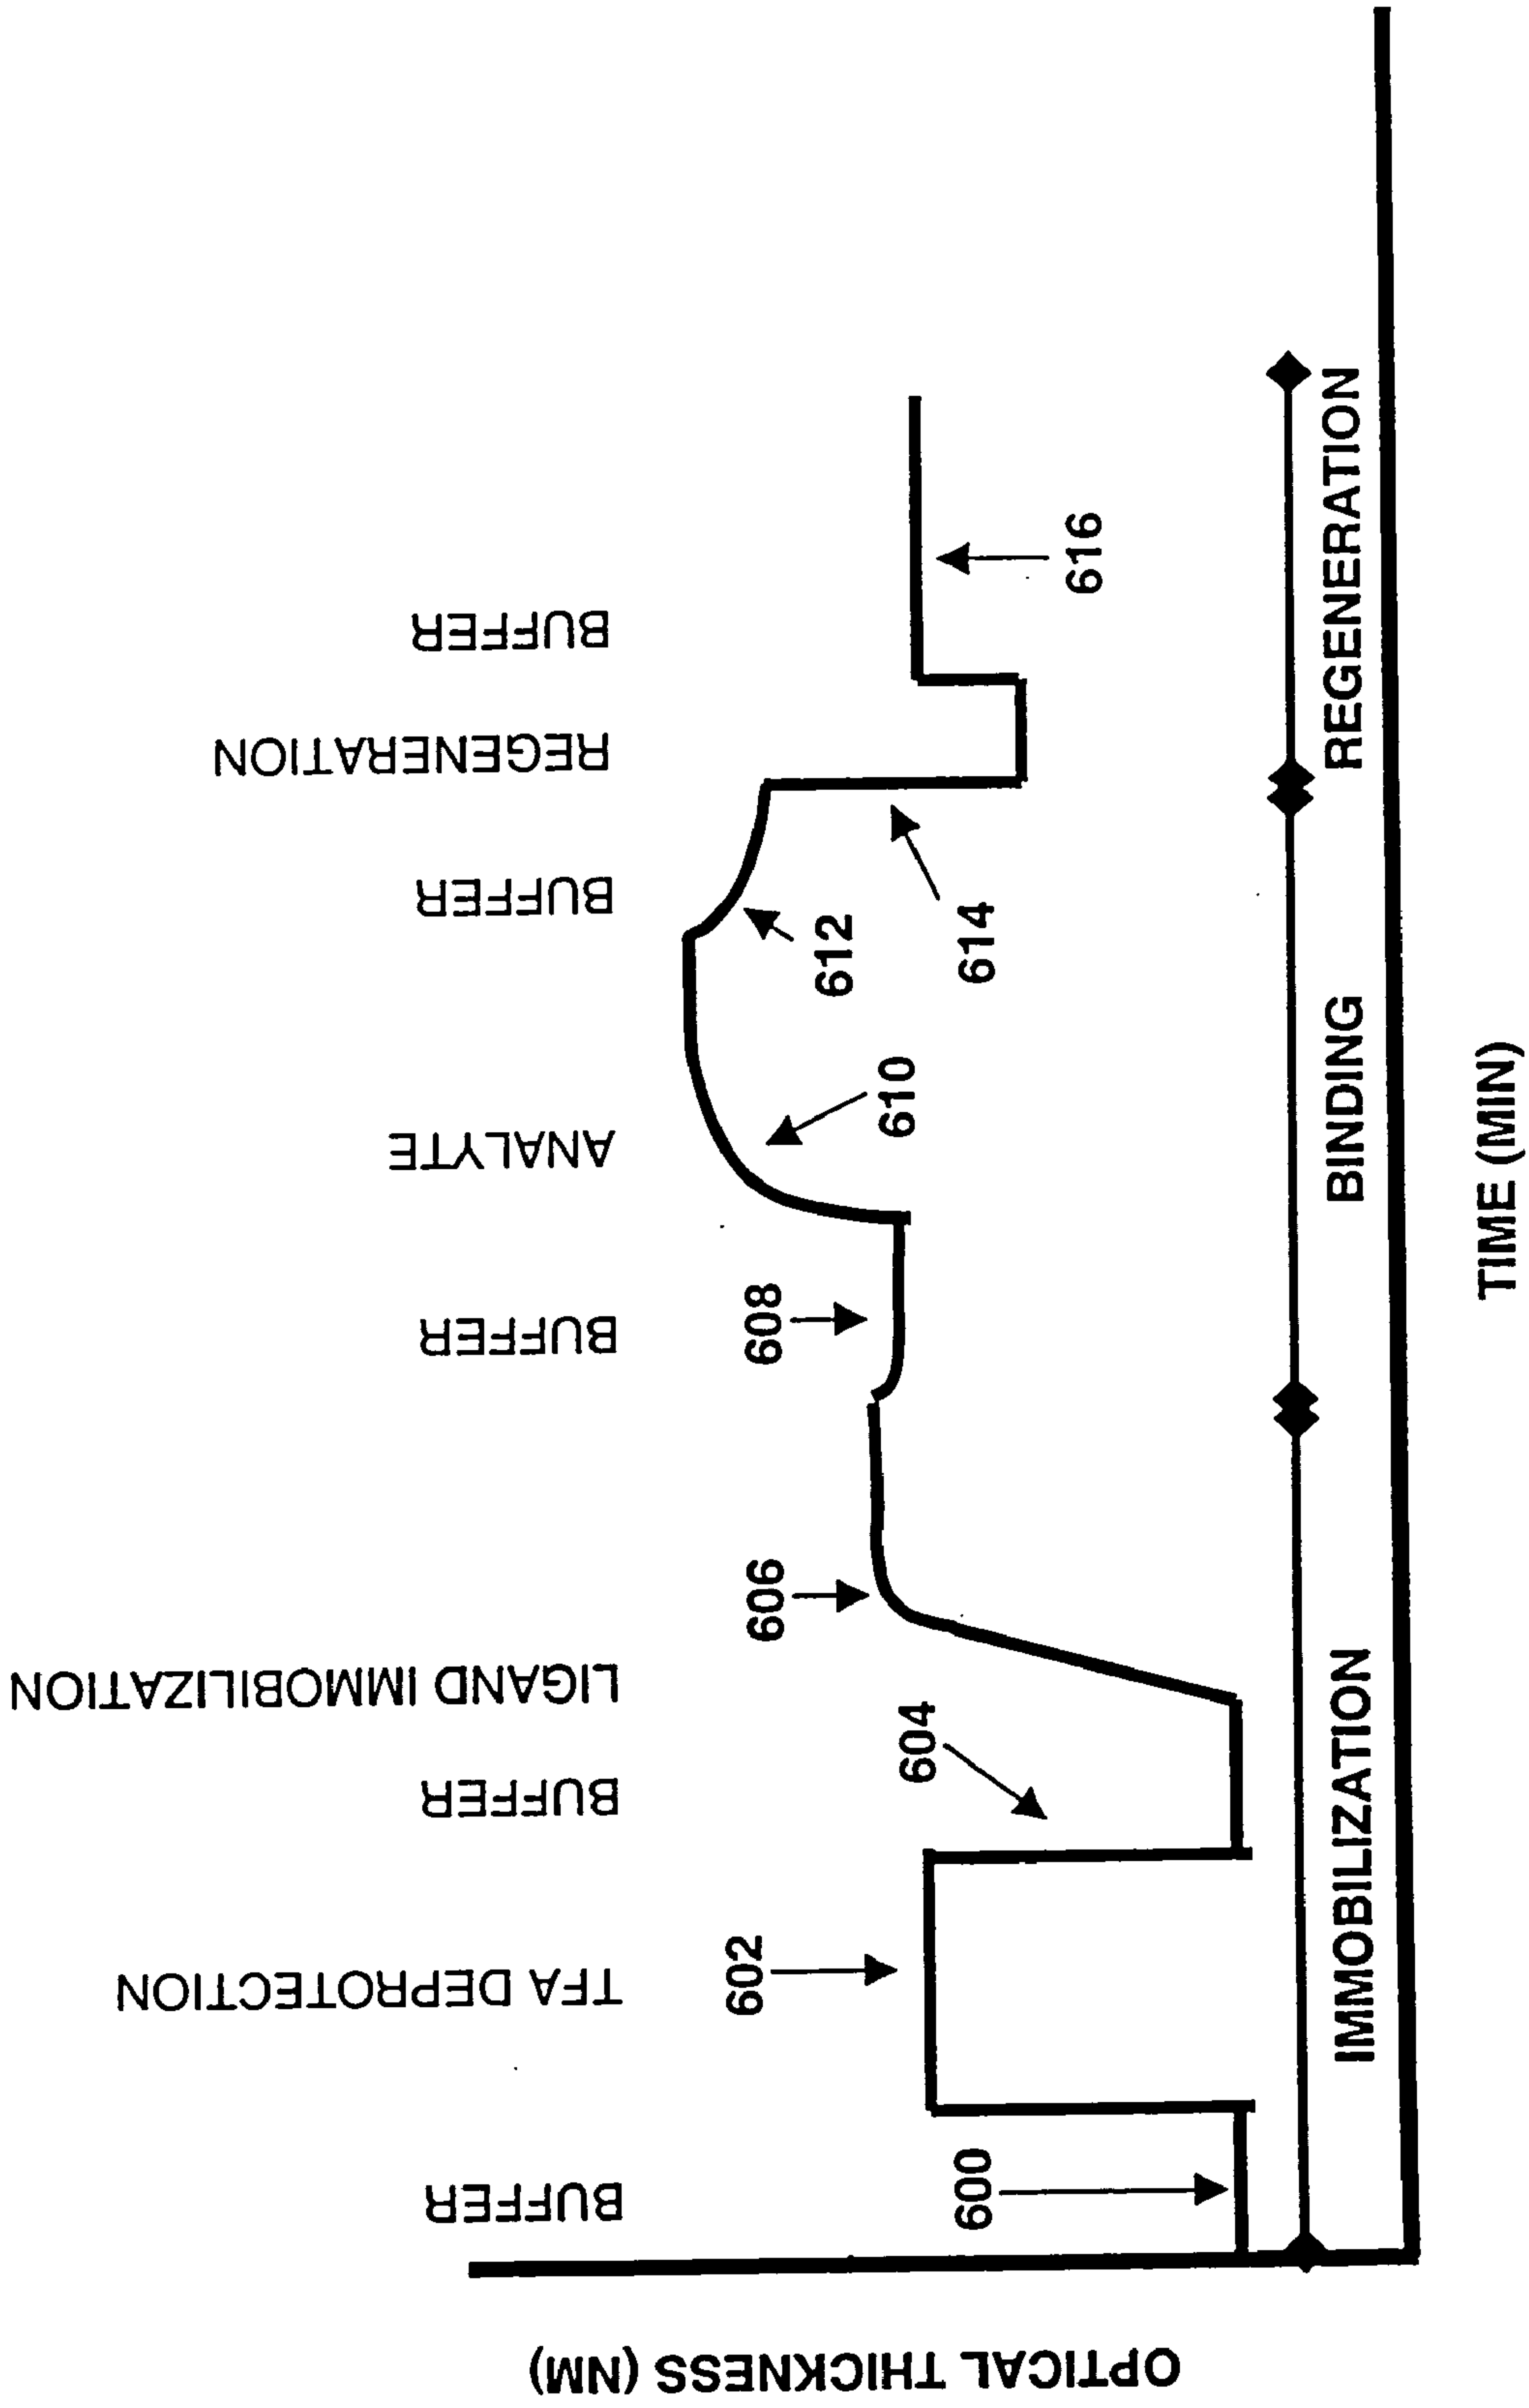 OPTICAL THICKNESS (NM)
BUFFER
TFA DEPROTECTION
BUFFER
LIGAND IMMOBILIZATION
BUFFER
ANALYTE
BUFFER
REGENERATION
BUFFER
600
602
604
606
608
610
612
614
616
IMMOBILIZATION
BINDING
REGENERATION
TIME (MIN)